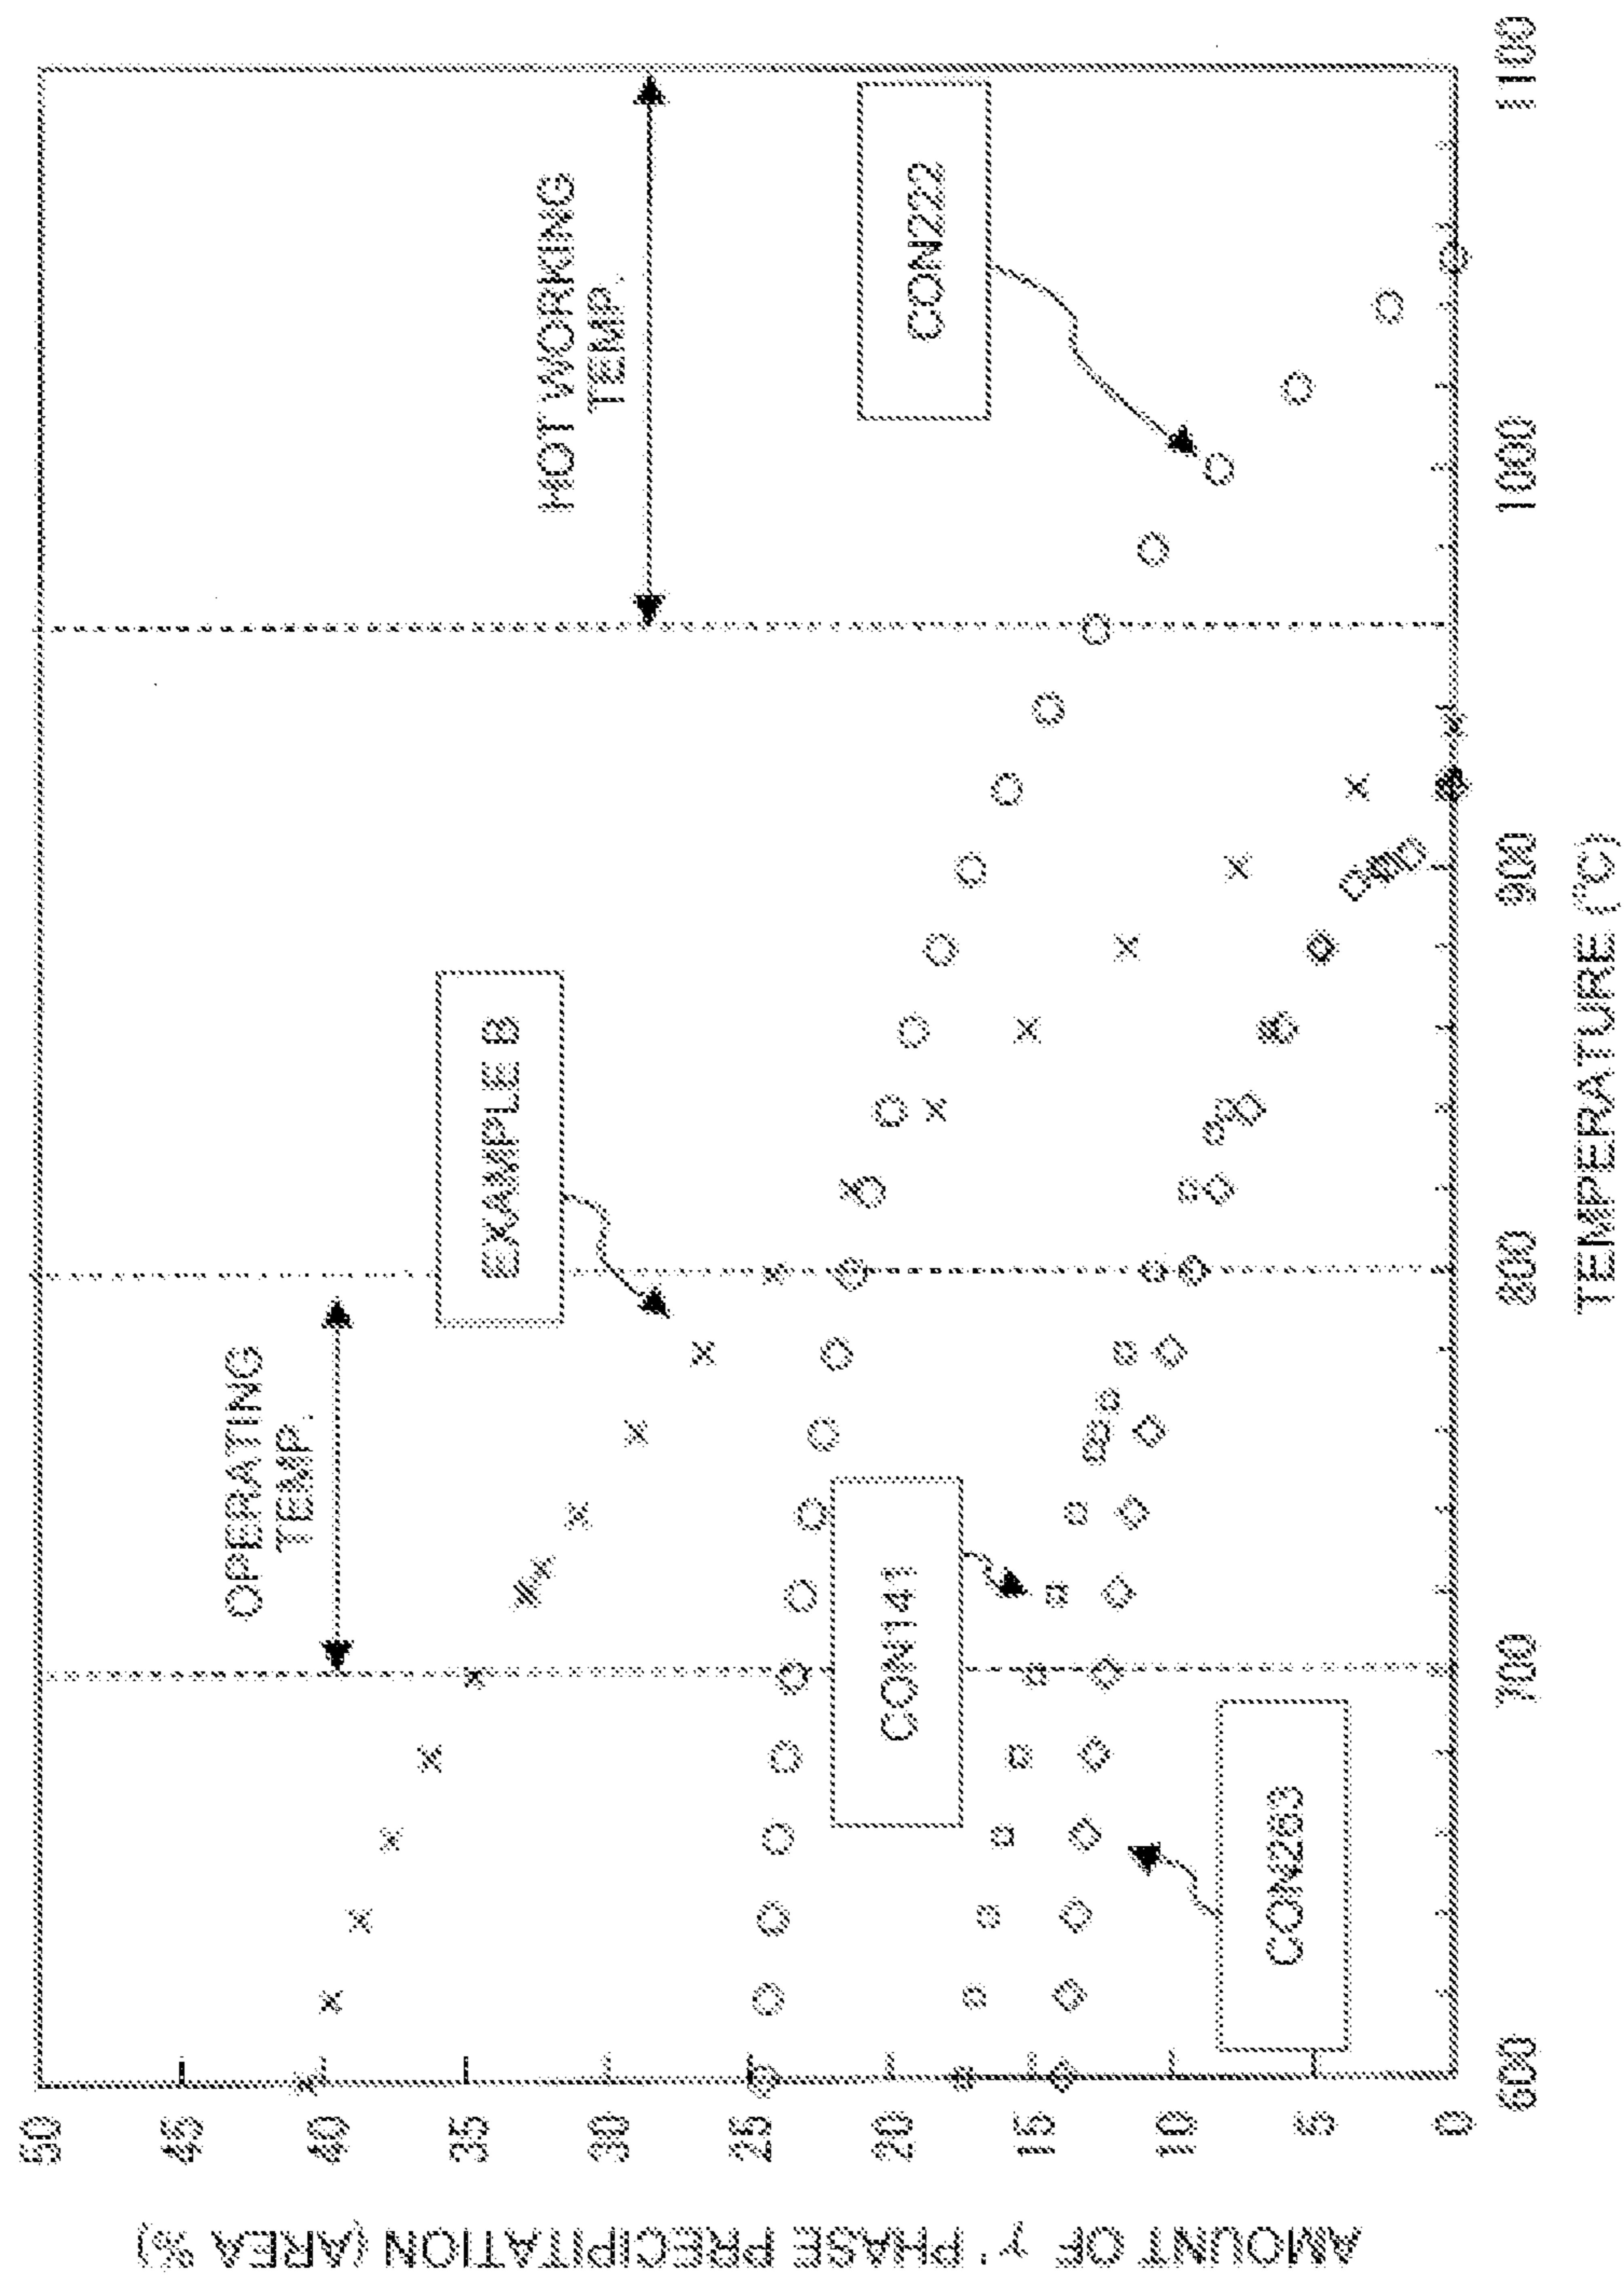 AMOUNT OF γ' PHASE PRECIPITATION (AREA %)
50
45
40
35
30
25
20
15
10
5
0
OPERATING
TEMP.
HOT WORKING
TEMP.
EXAMPLE B
CON222
CON141
CON263
600
700
800
900
1000
1100
TEMPERATURE (°C)